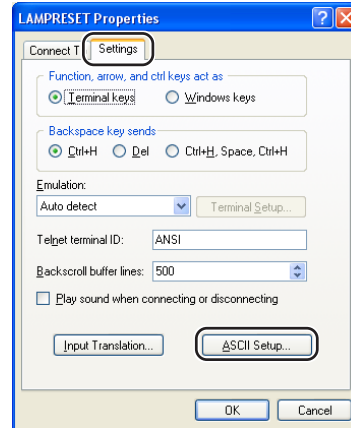 LAMPRESET Properties
Connect T Settings
Function, arrow, and ctrl keys act as
Terminal keys Windows keys
Backspace key sends
Ctrl+H Del Ctrl+H, Space, Ctrl+H
Emulation:
Auto detect Terminal Setup...
Telnet terminal ID: ANSI
Backscroll buffer lines: 500
Play sound when connecting or disconnecting
Input Translation... ASCII Setup...
OK Cancel